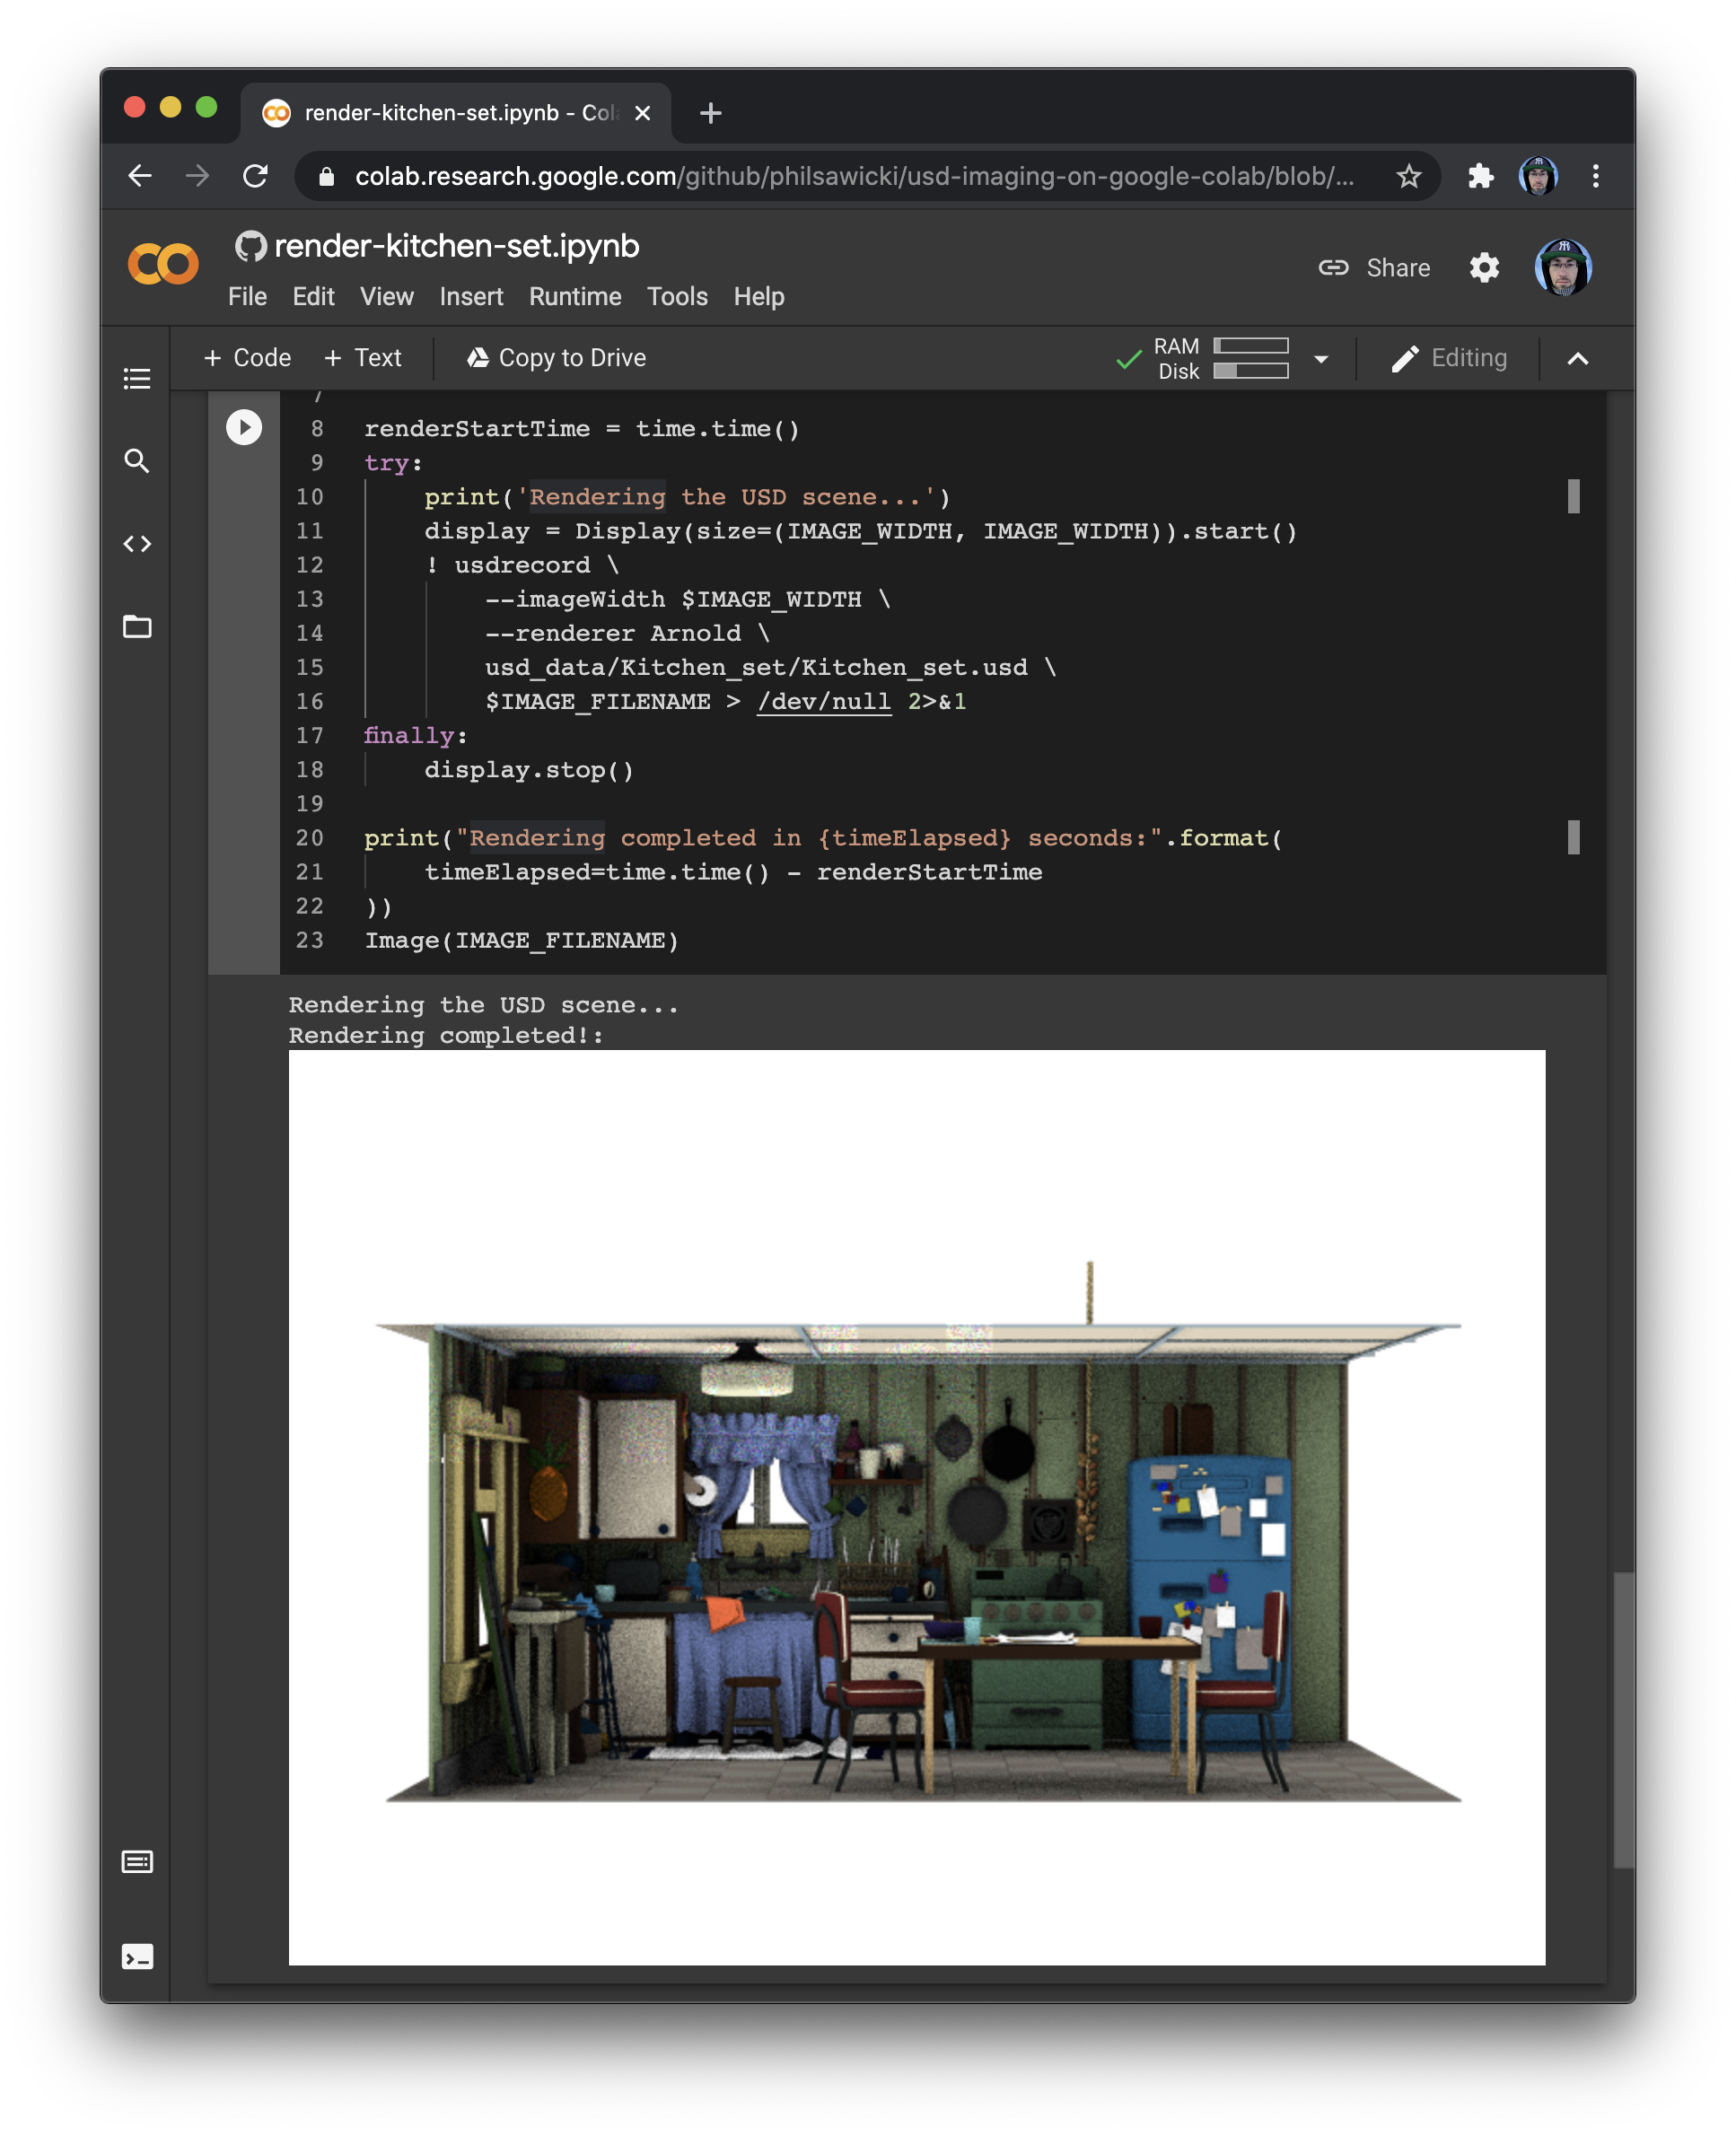 render-kitchen-set.ipynb - Cola
colab.research.google.com/github/philsawicki/usd-imaging-on-google-colab/blob/...
render-kitchen-set.ipynb
File Edit View Insert Runtime Tools Help
Share
+ Code + Text Copy to Drive
RAM
Disk
Editing
7
8 renderStartTime = time.time()
9 try:
10 print('Rendering the USD scene...')
11 display = Display(size=(IMAGE_WIDTH, IMAGE_WIDTH)).start()
12 ! usdrecord \
13 --imageWidth $IMAGE_WIDTH \
14 --renderer Arnold \
15 usd_data/Kitchen_set/Kitchen_set.usd \
16 $IMAGE_FILENAME > /dev/null 2>&1
17 finally:
18 display.stop()
19
20 print("Rendering completed in {timeElapsed} seconds:".format(
21 timeElapsed=time.time() - renderStartTime
22 ))
23 Image(IMAGE_FILENAME)
Rendering the USD scene...
Rendering completed!: